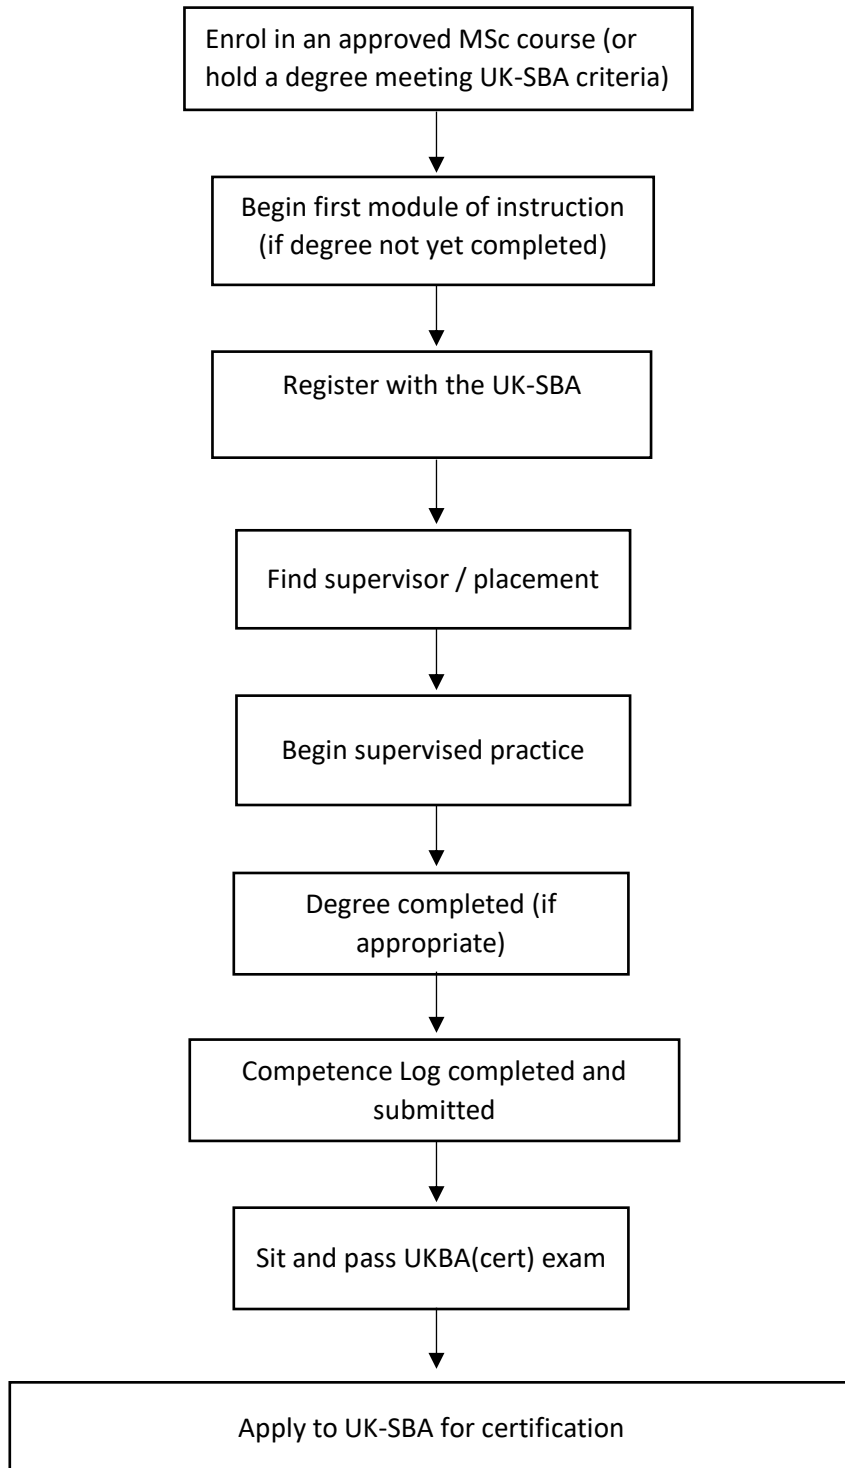 Enrol in an approved MSc course (or
hold a degree meeting UK-SBA criteria)
Begin first module of instruction
(if degree not yet completed)
Register with the UK-SBA
Find supervisor / placement
Begin supervised practice
Degree completed (if
appropriate)
Competence Log completed and
submitted
Sit and pass UKBA(cert) exam
Apply to UK-SBA for certification